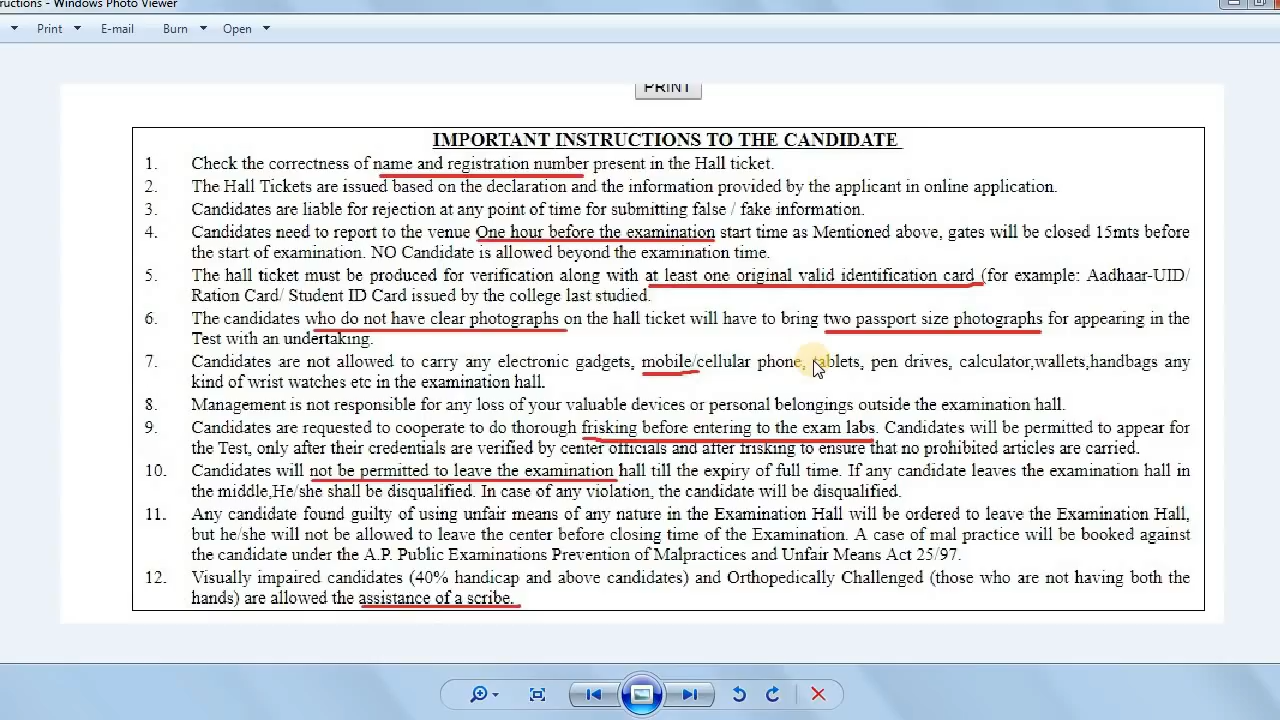 ructions - Windows Photo Viewer
Print E-mail Burn Open
PRINT
IMPORTANT INSTRUCTIONS TO THE CANDIDATE
1. Check the correctness of name and registration number present in the Hall ticket.
2. The Hall Tickets are issued based on the declaration and the information provided by the applicant in online application.
3. Candidates are liable for rejection at any point of time for submitting false / fake information.
4. Candidates need to report to the venue One hour before the examination start time as Mentioned above, gates will be closed 15mts before
the start of examination. NO Candidate is allowed beyond the examination time.
5. The hall ticket must be produced for verification along with at least one original valid identification card (for example: Aadhaar-UID/
Ration Card/ Student ID Card issued by the college last studied.
6. The candidates who do not have clear photographs on the hall ticket will have to bring two passport size photographs for appearing in the
Test with an undertaking.
7. Candidates are not allowed to carry any electronic gadgets, mobile/cellular phone, tablets, pen drives, calculator,wallets,handbags any
kind of wrist watches etc in the examination hall.
8. Management is not responsible for any loss of your valuable devices or personal belongings outside the examination hall.
9. Candidates are requested to cooperate to do thorough frisking before entering to the exam labs. Candidates will be permitted to appear for
the Test, only after their credentials are verified by center officials and after frisking to ensure that no prohibited articles are carried.
10. Candidates will not be permitted to leave the examination hall till the expiry of full time. If any candidate leaves the examination hall in
the middle,He/she shall be disqualified. In case of any violation, the candidate will be disqualified.
11. Any candidate found guilty of using unfair means of any nature in the Examination Hall will be ordered to leave the Examination Hall,
but he/she will not be allowed to leave the center before closing time of the Examination. A case of mal practice will be booked against
the candidate under the A.P. Public Examinations Prevention of Malpractices and Unfair Means Act 25/97.
12. Visually impaired candidates (40% handicap and above candidates) and Orthopedically Challenged (those who are not having both the
hands) are allowed the assistance of a scribe.